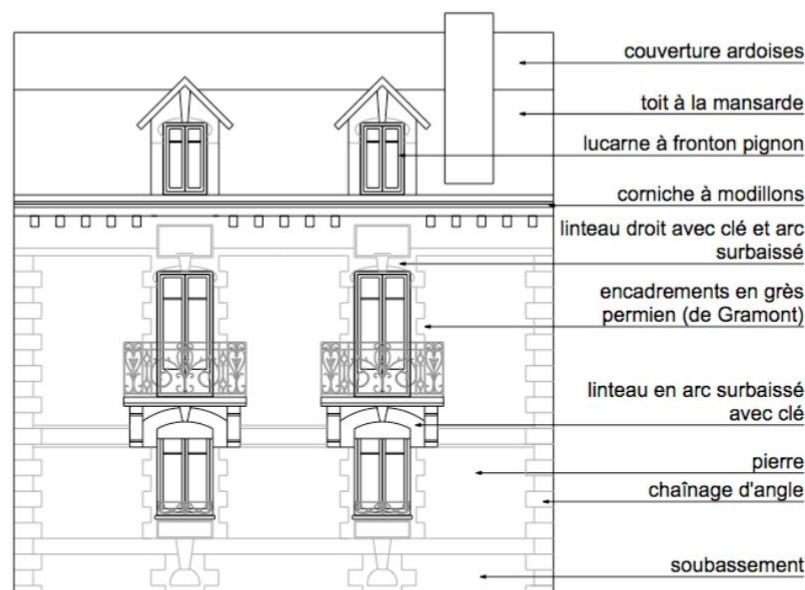 couverture ardoises
toit à la mansarde
lucarne à fronton pignon
corniche à modillons
linteau droit avec clé et arc
surbaissé
encadrements en grès
permien (de Gramont)
linteau en arc surbaissé
avec clé
pierre
chaînage d'angle
soubassement